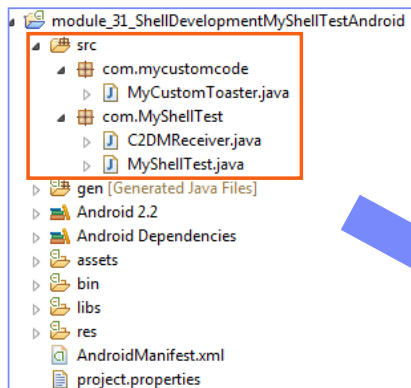 module_31_ShellDevelopmentMyShellTestAndroid
src
com.mycustomcode
MyCustomToaster.java
com.MyShellTest
C2DMReceiver.java
MyShellTest.java
gen [Generated Java Files]
Android 2.2
Android Dependencies
assets
bin
libs
res
AndroidManifest.xml
project.properties